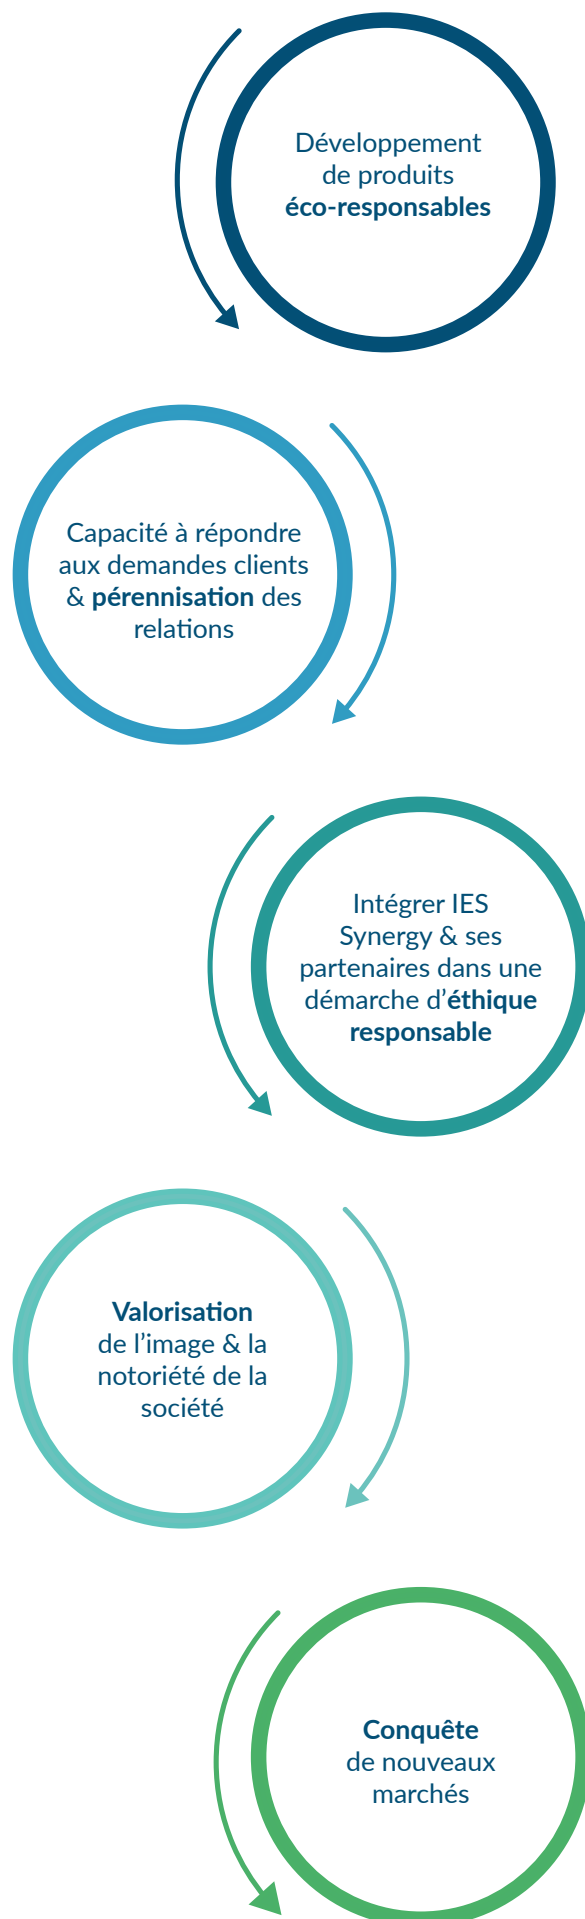 Développement
de produits
éco-responsables
Capacité à répondre
aux demandes clients
& pérennisation des
relations
Intégrer IES
Synergy & ses
partenaires dans une
démarche d’éthique
responsable
Valorisation
de l’image & la
notoriété de la
société
Conquête
de nouveaux
marchés